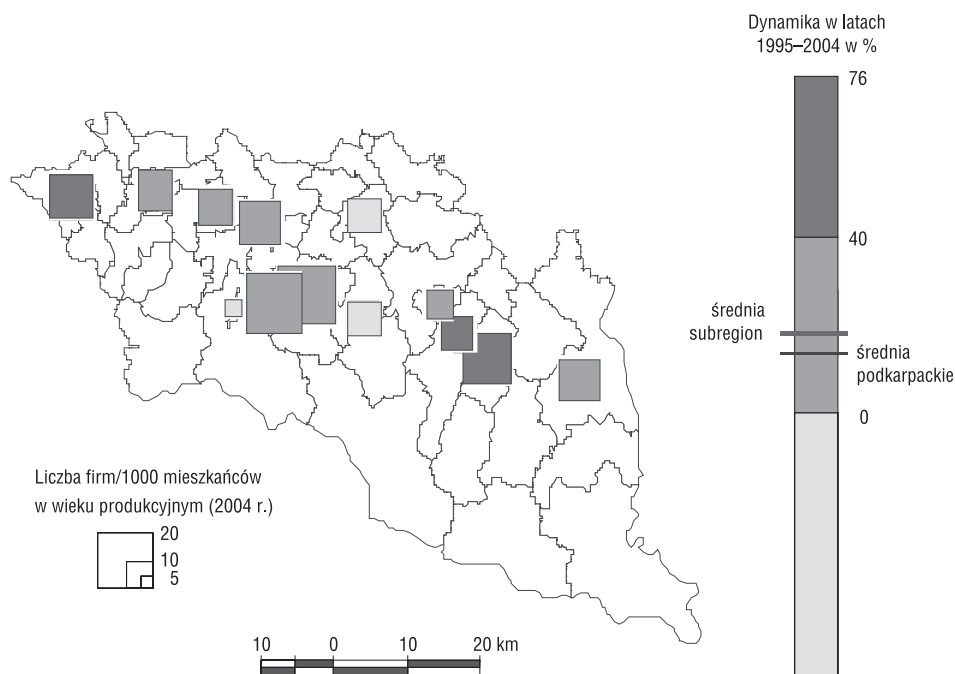 Dynamika w latach
1995–2004 w %
76
40
średnia
subregion
średnia
podkarpackie
0
Liczba firm/1000 mieszkańców
w wieku produkcyjnym (2004 r.)
20
10
5
10 0 10 20 km